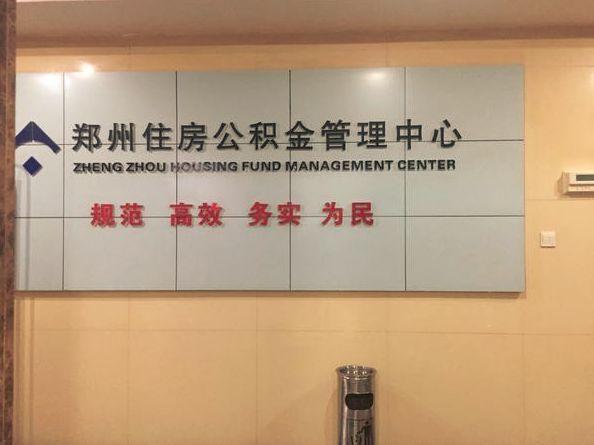 郑州住房公积金管理中心
ZHENG ZHOU HOUSING FUND MANAGEMENT CENTER
规范 高效 务实 为民